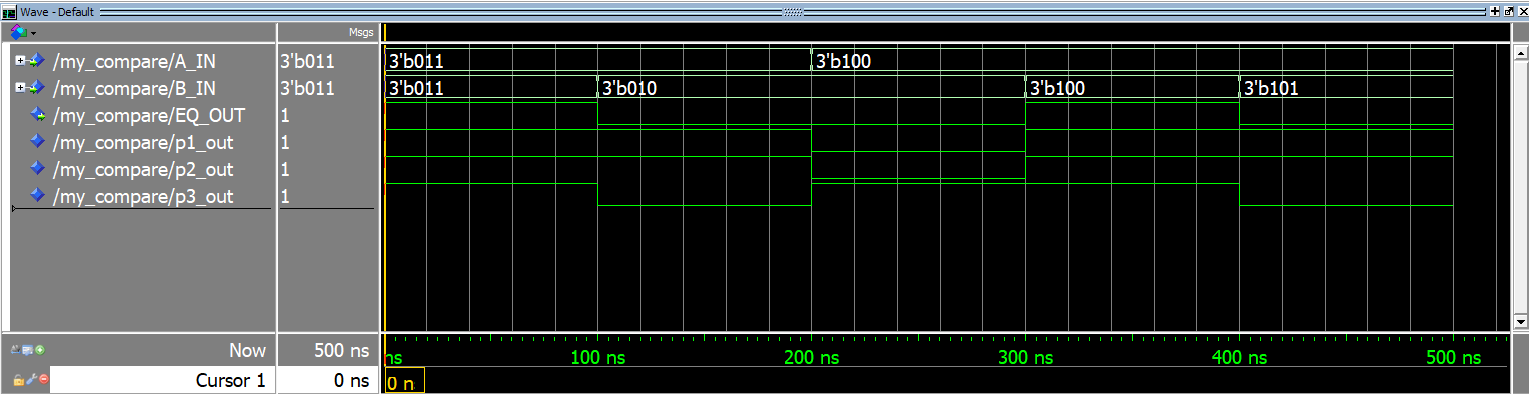 Wave - Default
Msgs
/my_compare/A_IN 3'b011 3'b011 3'b100
/my_compare/B_IN 3'b011 3'b011 3'b010 3'b100 3'b101
/my_compare/EQ_OUT 1
/my_compare/p1_out 1
/my_compare/p2_out 1
/my_compare/p3_out 1
Now 500 ns ns 100 ns 200 ns 300 ns 400 ns 500 ns
Cursor 1 0 ns 0 n